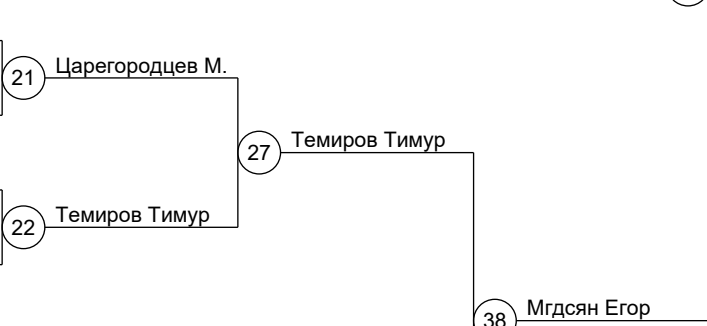 21 Царегородцев М.
27 Темиров Тимур
22 Темиров Тимур
38 Мгдсян Егор